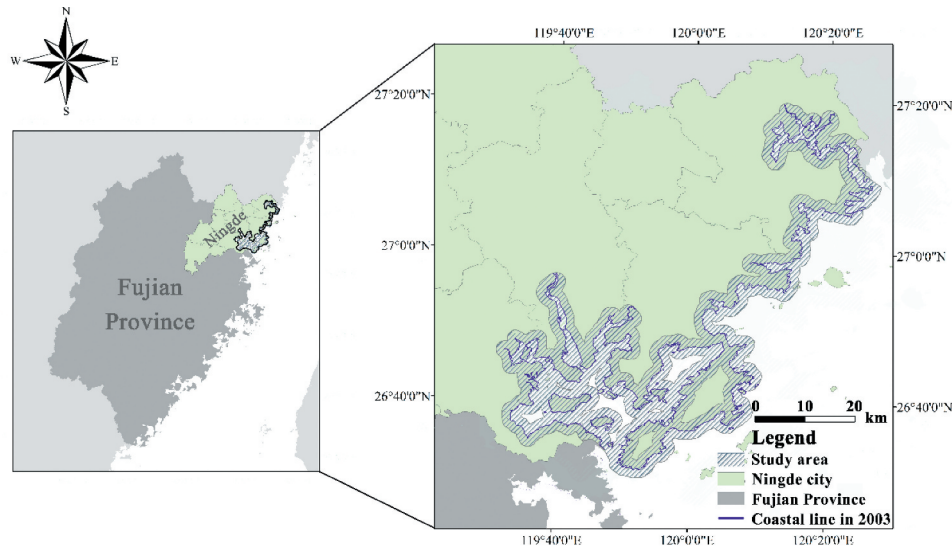 N
W
E
S
Ningde
Fujian
Province
119°40'0"E
120°0'0"E
120°20'0"E
27°20'0"N
27°0'0"N
26°40'0"N
27°20'0"N
27°0'0"N
26°40'0"N
0 10 20
km
Legend
Study area
Ningde city
Fujian Province
Coastal line in 2003
119°40'0"E
120°0'0"E
120°20'0"E